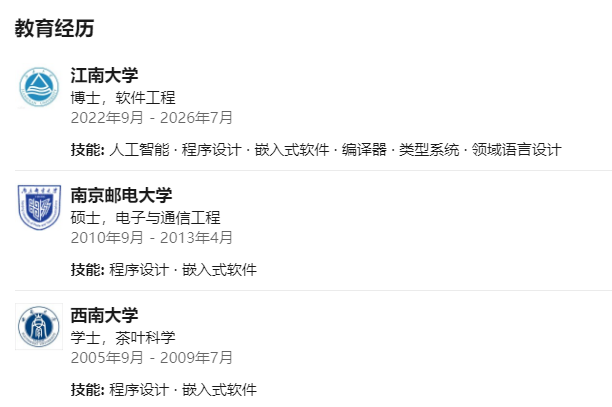 教育经历
江南大学
博士，软件工程
2022年9月 - 2026年7月
技能: 人工智能 · 程序设计 · 嵌入式软件 · 编译器 · 类型系统 · 领域语言设计
南京邮电大学
硕士，电子与通信工程
2010年9月 - 2013年4月
技能: 程序设计 · 嵌入式软件
西南大学
学士，茶叶科学
2005年9月 - 2009年7月
技能: 程序设计 · 嵌入式软件